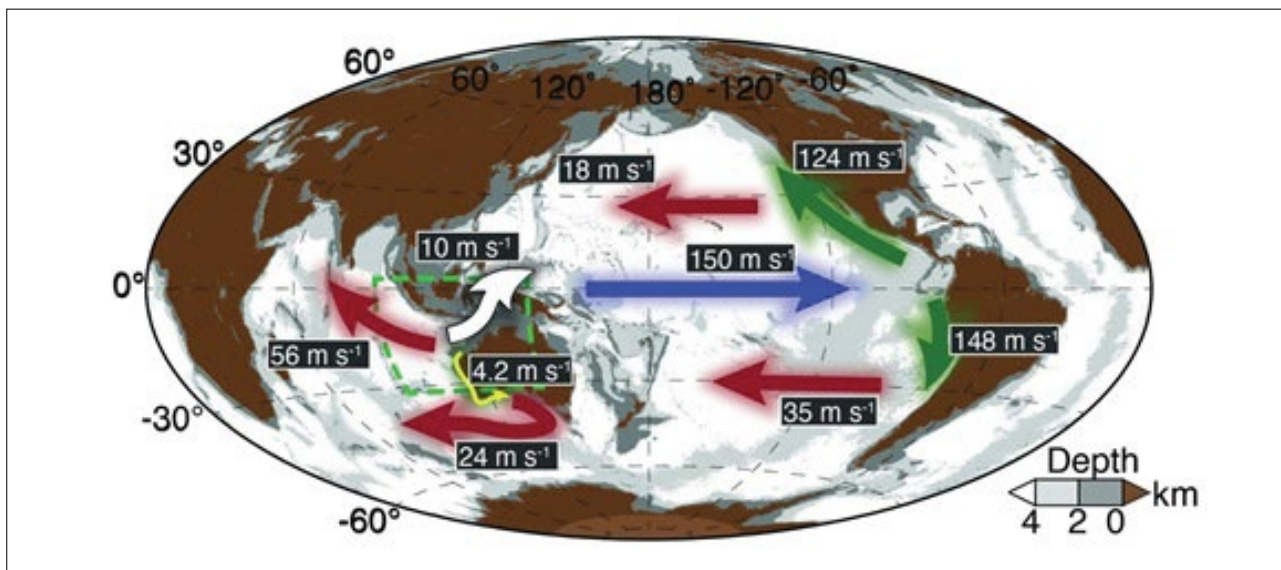 60°
60°
120°
180°
-120°
-60°
30°
18 m s⁻¹
124 m s⁻¹
10 m s⁻¹
150 m s⁻¹
0°
56 m s⁻¹
4.2 m s⁻¹
148 m s⁻¹
35 m s⁻¹
-30°
24 m s⁻¹
Depth
km
4 2 0
-60°